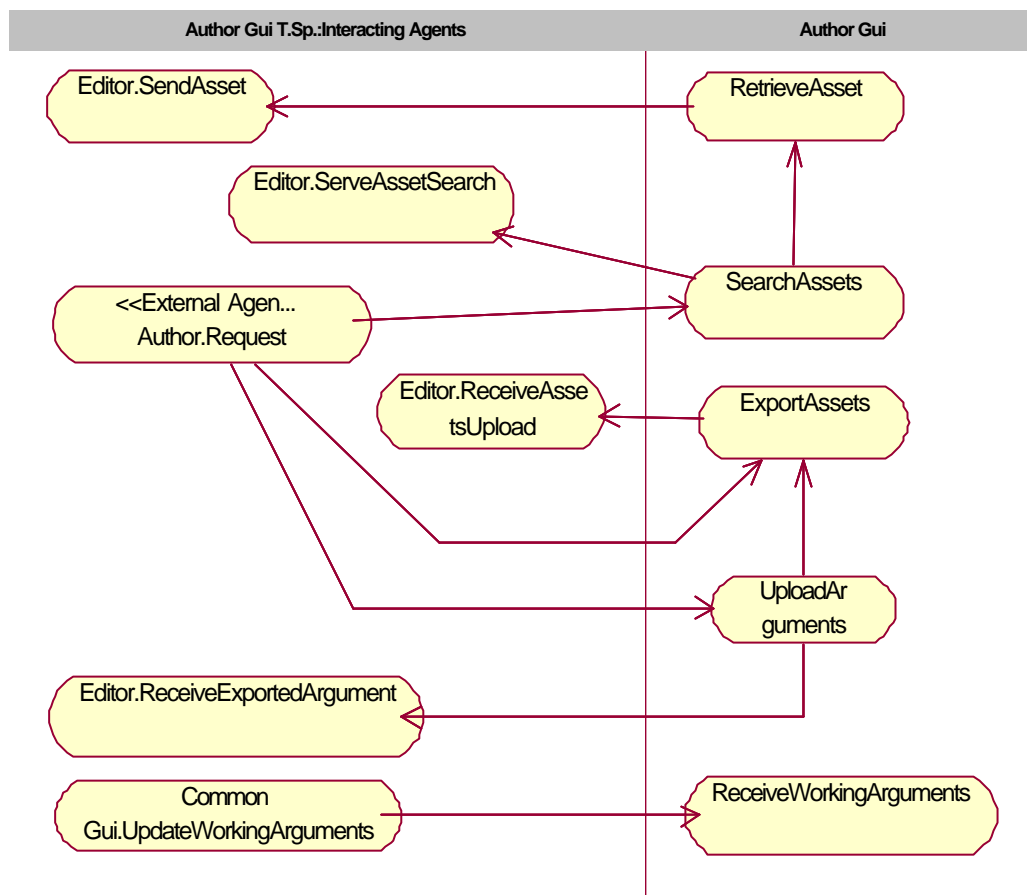 Author Gui T.Sp.:Interacting Agents
Author Gui
Editor.SendAsset
RetrieveAsset
Editor.ServeAssetSearch
SearchAssets
<<External Agen...
Author.Request
Editor.ReceiveAsse
tsUpload
ExportAssets
UploadAr
guments
Editor.ReceiveExportedArgument
Common
Gui.UpdateWorkingArguments
ReceiveWorkingArguments